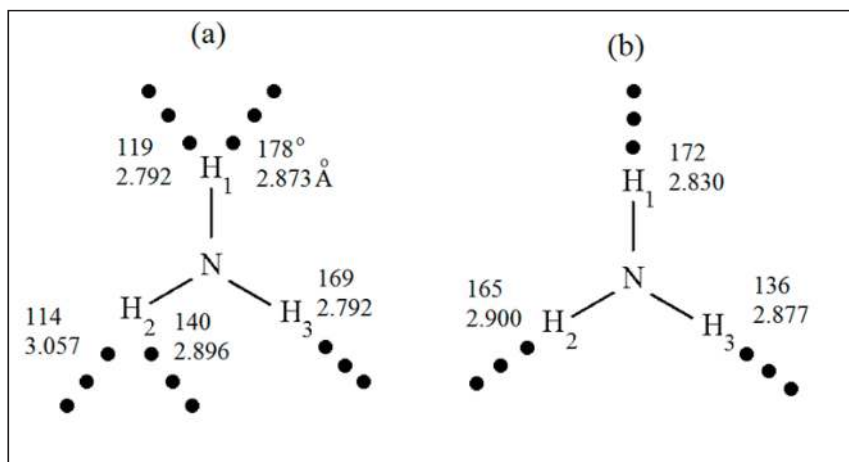 (a)
119
2.792
178°
2.873 Å
H1
N
H2
H3
169
2.792
114
3.057
140
2.896
(b)
172
2.830
H1
N
165
2.900
H2
136
2.877
H3